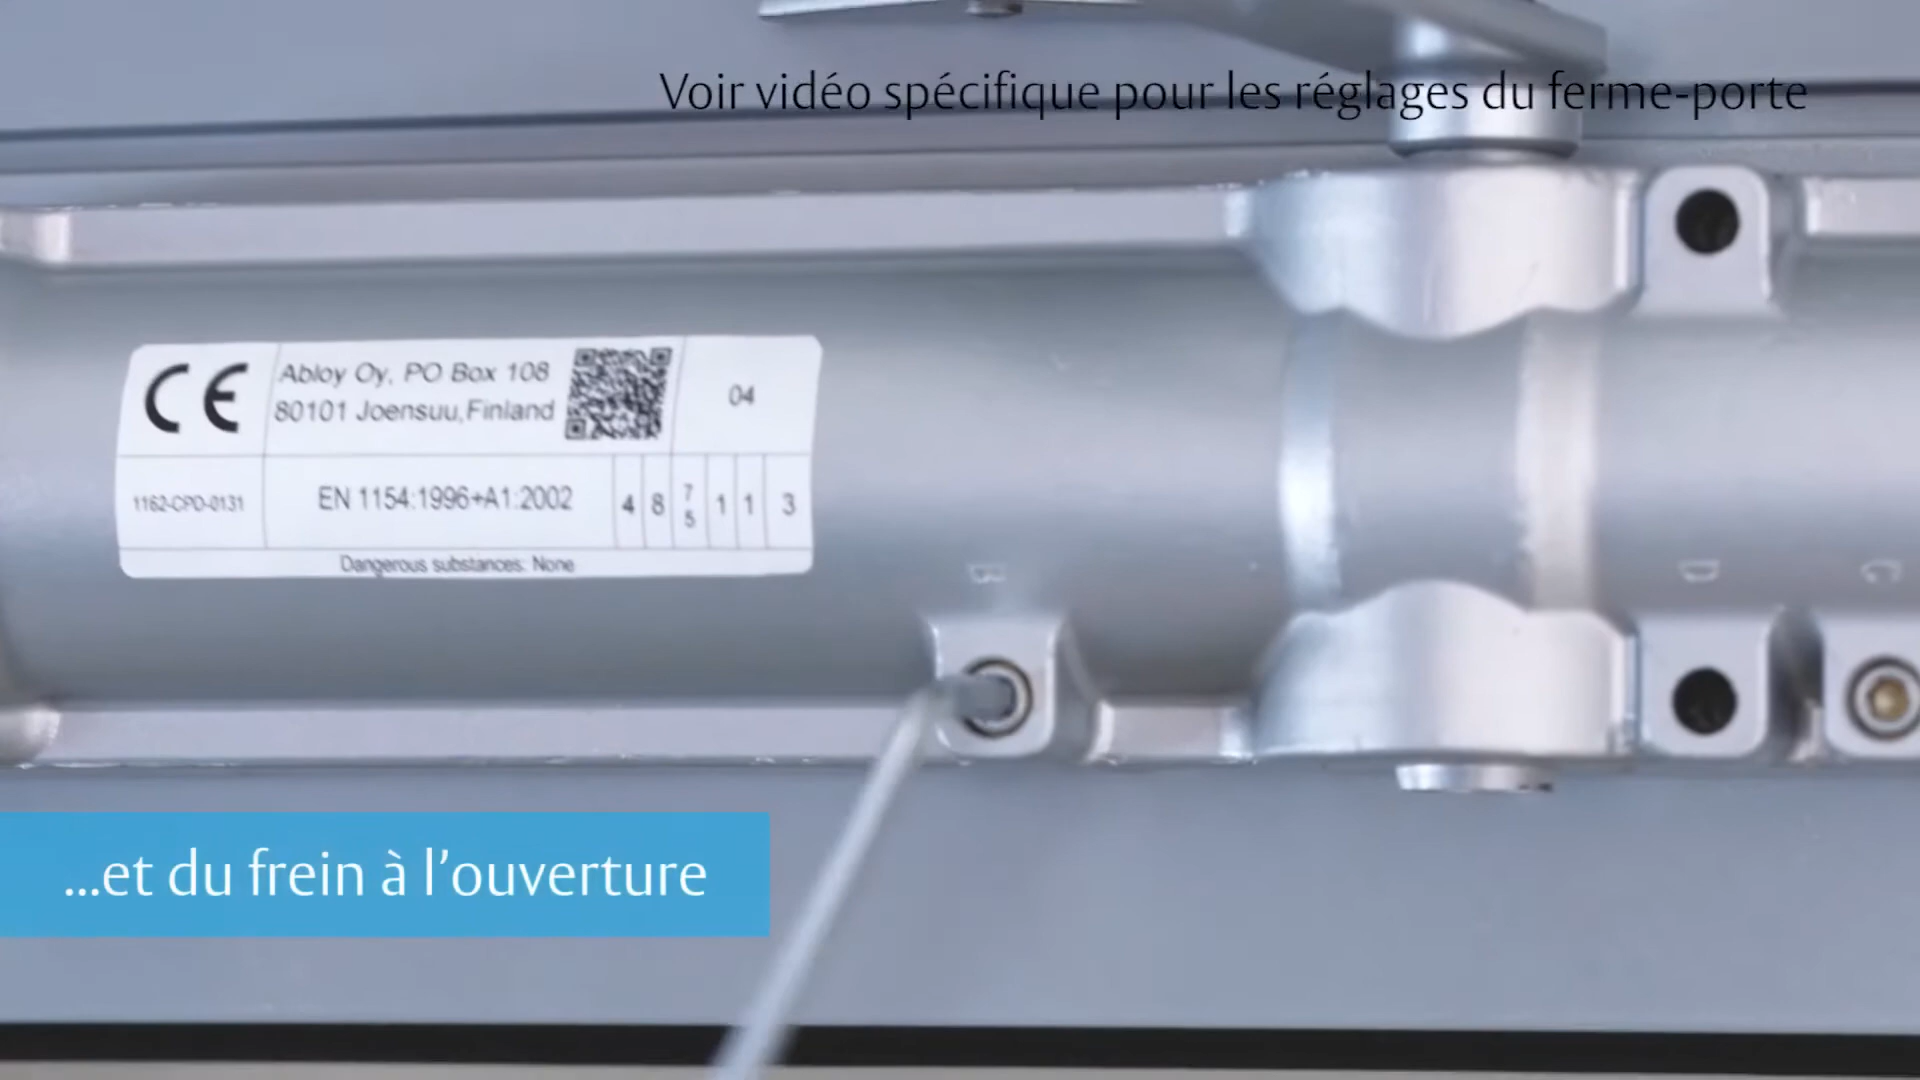 Voir vidéo spécifique pour les réglages du ferme-porte
CE
Abloy Oy, PO Box 108
80101 Joensuu, Finland
04
1162-CPD-0131
EN 1154:1996+A1:2002
4 8 7 5 1 1 3
Dangerous substances: None
B
D
C
...et du frein à l'ouverture